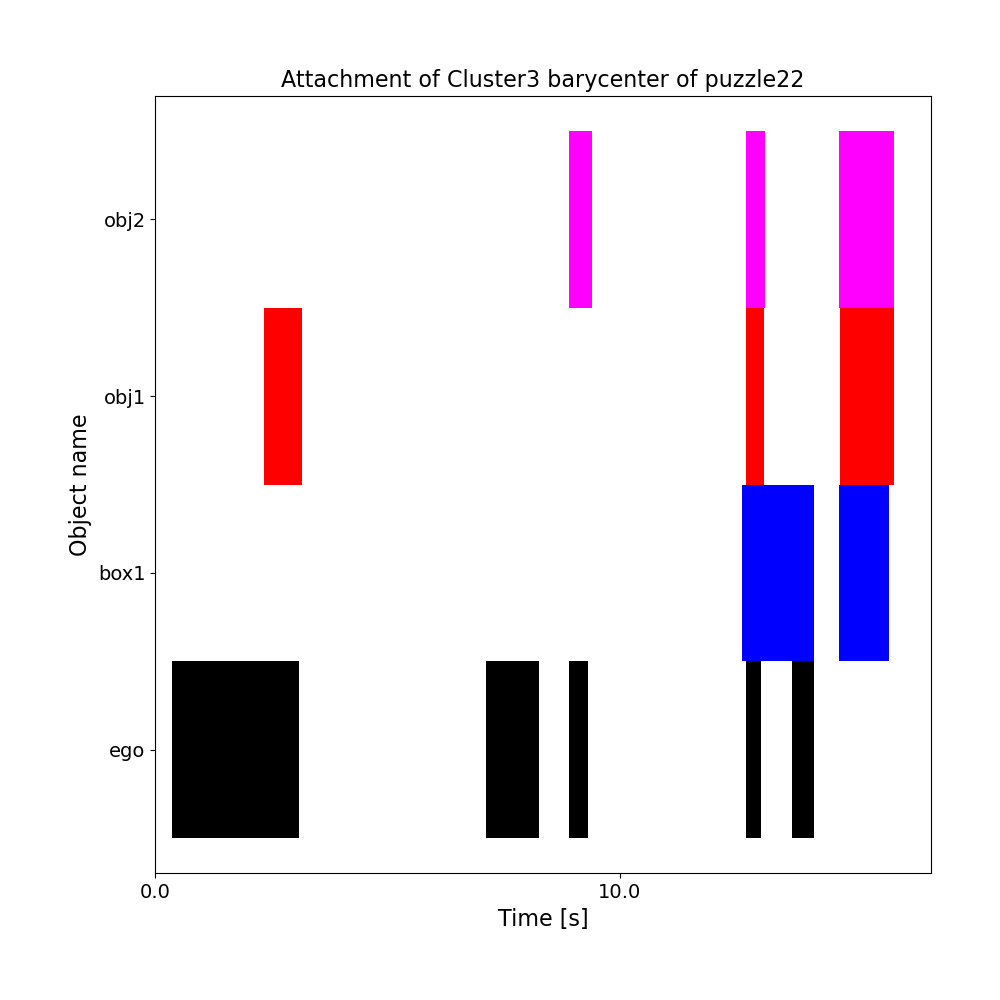 Attachment of Cluster3 barycenter of puzzle22
obj2
obj1
box1
ego
Object name
0.0
10.0
Time [s]